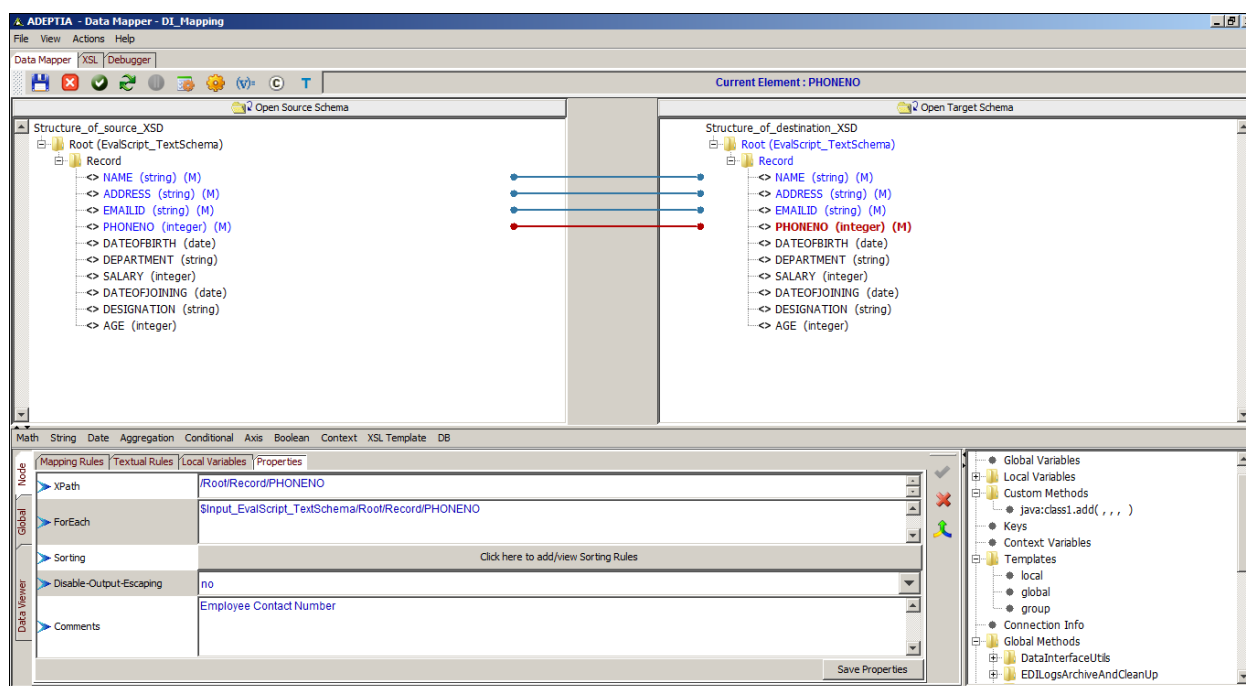 ADEPTIA - Data Mapper - DI_Mapping
File View Actions Help
Data Mapper XSL Debugger
(V)= C T Current Element : PHONENO
Open Source Schema Open Target Schema
Structure_of_source_XSD
Root (EvalScript_TextSchema)
Record
<> NAME (string) (M)
<> ADDRESS (string) (M)
<> EMAILID (string) (M)
<> PHONENO (integer) (M)
<> DATEOFBIRTH (date)
<> DEPARTMENT (string)
<> SALARY (integer)
<> DATEOFJOINING (date)
<> DESIGNATION (string)
<> AGE (integer)
Structure_of_destination_XSD
Root (EvalScript_TextSchema)
Record
<> NAME (string) (M)
<> ADDRESS (string) (M)
<> EMAILID (string) (M)
<> PHONENO (integer) (M)
<> DATEOFBIRTH (date)
<> DEPARTMENT (string)
<> SALARY (integer)
<> DATEOFJOINING (date)
<> DESIGNATION (string)
<> AGE (integer)
Math String Date Aggregation Conditional Axis Boolean Context XSL Template DB
Node
Global
Data Viewer
Mapping Rules Textual Rules Local Variables Properties
XPath /Root/Record/PHONENO
ForEach $Input_EvalScript_TextSchema/Root/Record/PHONENO
Sorting Click here to add/view Sorting Rules
Disable-Output-Escaping no
Comments Employee Contact Number
Save Properties
Global Variables
Local Variables
Custom Methods
java:class1.add( , , , )
Keys
Context Variables
Templates
local
global
group
Connection Info
Global Methods
DataInterfaceUtils
EDILogsArchiveAndCleanUp